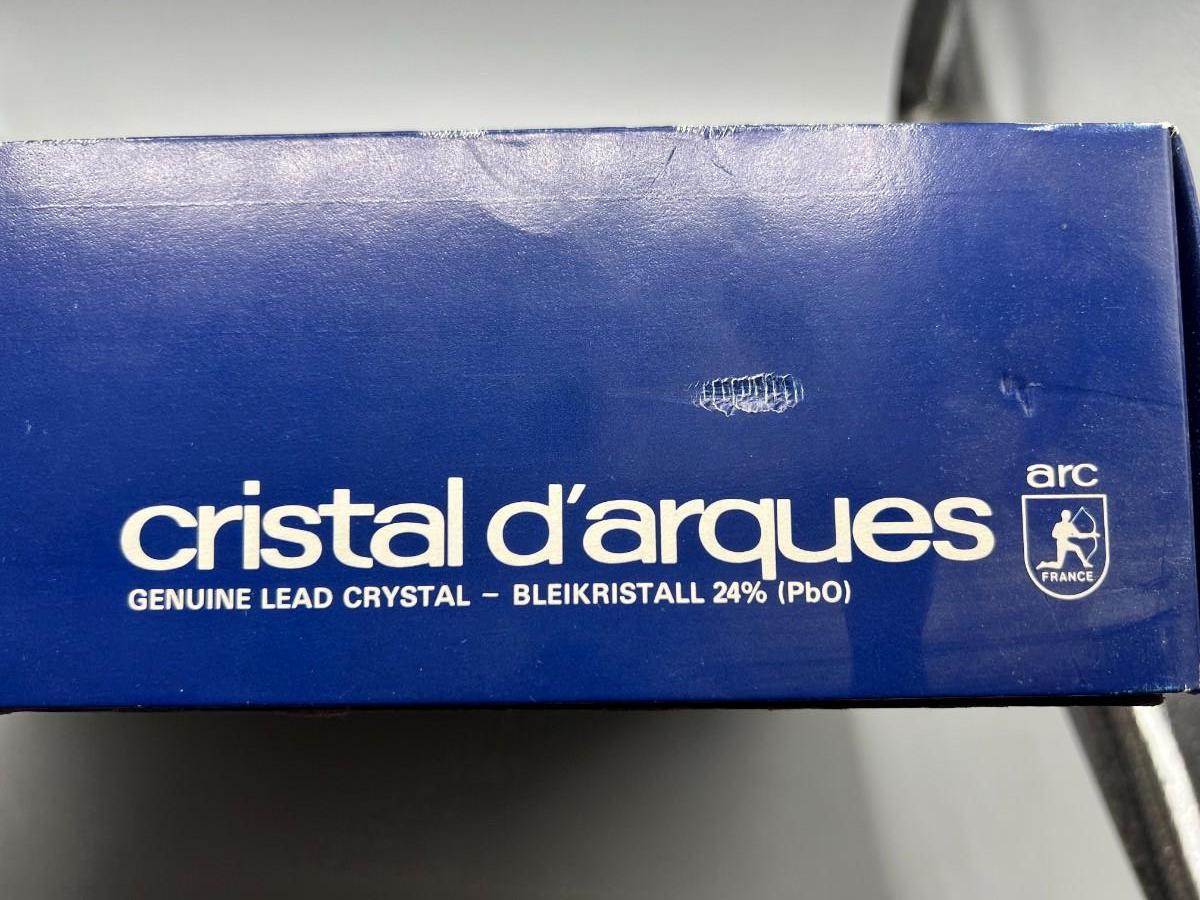 cristal d'arques
GENUINE LEAD CRYSTAL – BLEIKRISTALL 24% (PbO)
arc
FRANCE